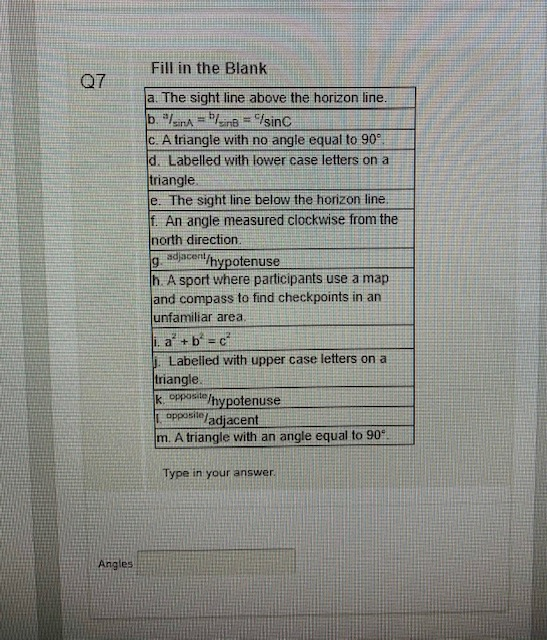 Q7
Fill in the Blank
a. The sight line above the horizon line.
b. a/sinA = b/sinB = c/sinC
c. A triangle with no angle equal to 90°.
d. Labelled with lower case letters on a
triangle.
e. The sight line below the horizon line.
f. An angle measured clockwise from the
north direction.
g. adjacent/hypotenuse
h. A sport where participants use a map
and compass to find checkpoints in an
unfamiliar area.
i. a² + b² = c²
j. Labelled with upper case letters on a
triangle.
k. opposite/hypotenuse
l. opposite/adjacent
m. A triangle with an angle equal to 90°.
Type in your answer.
Angles